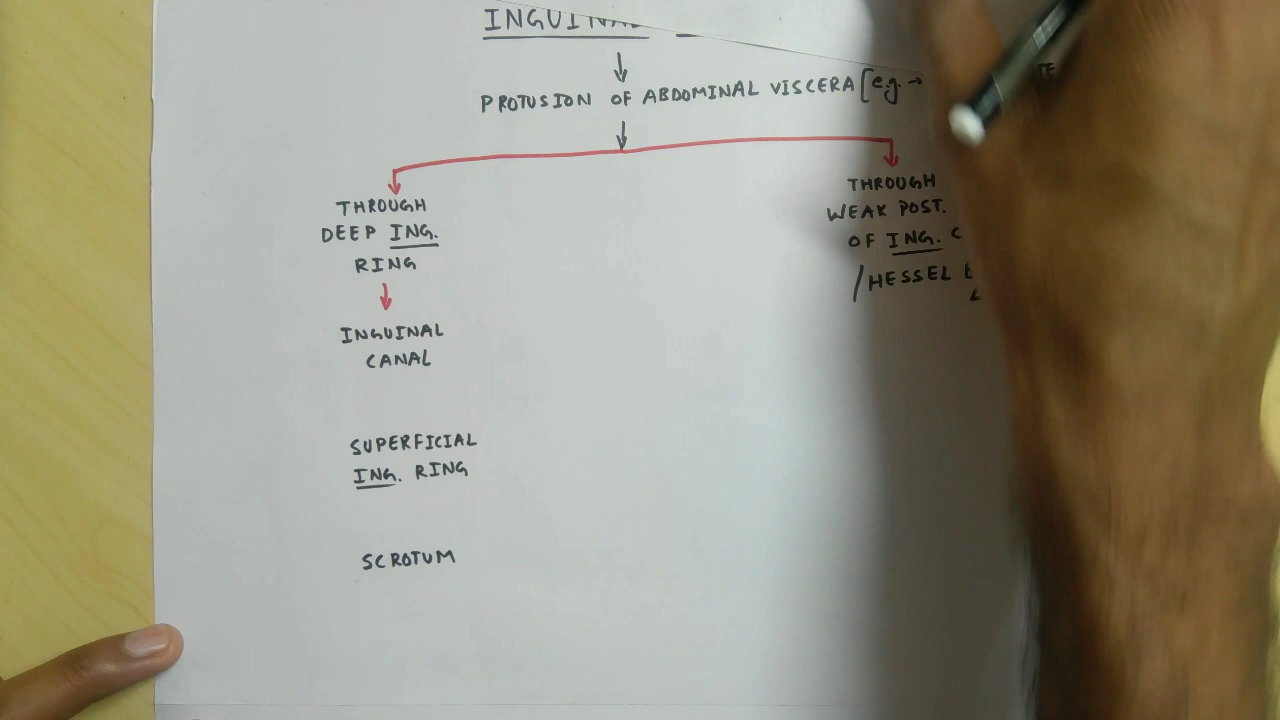 PROTUSION OF ABDOMINAL VISCERA [e.g. →
THROUGH
DEEP ING.
RING
INGUINAL
CANAL
SUPERFICIAL
ING. RING
SCROTUM
THROUGH
WEAK POST.
OF ING.
/HESSEL